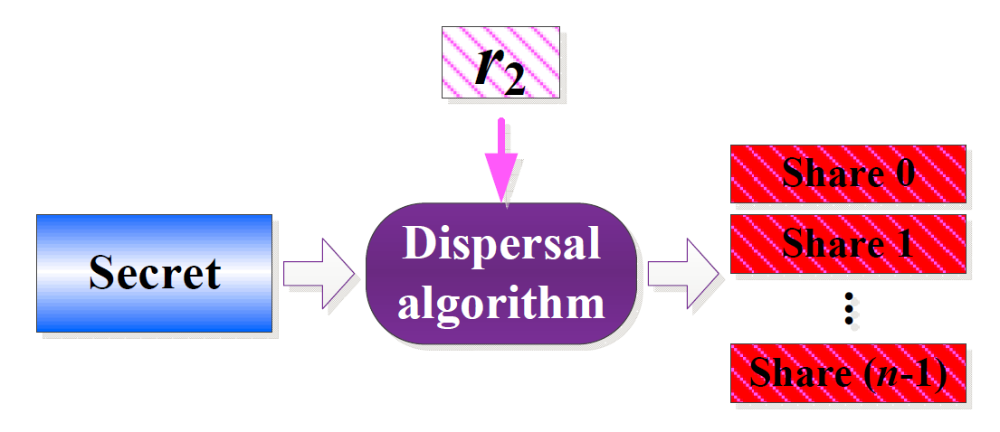 r₂
Secret
Dispersal
algorithm
Share 0
Share 1
⋮
Share (n-1)